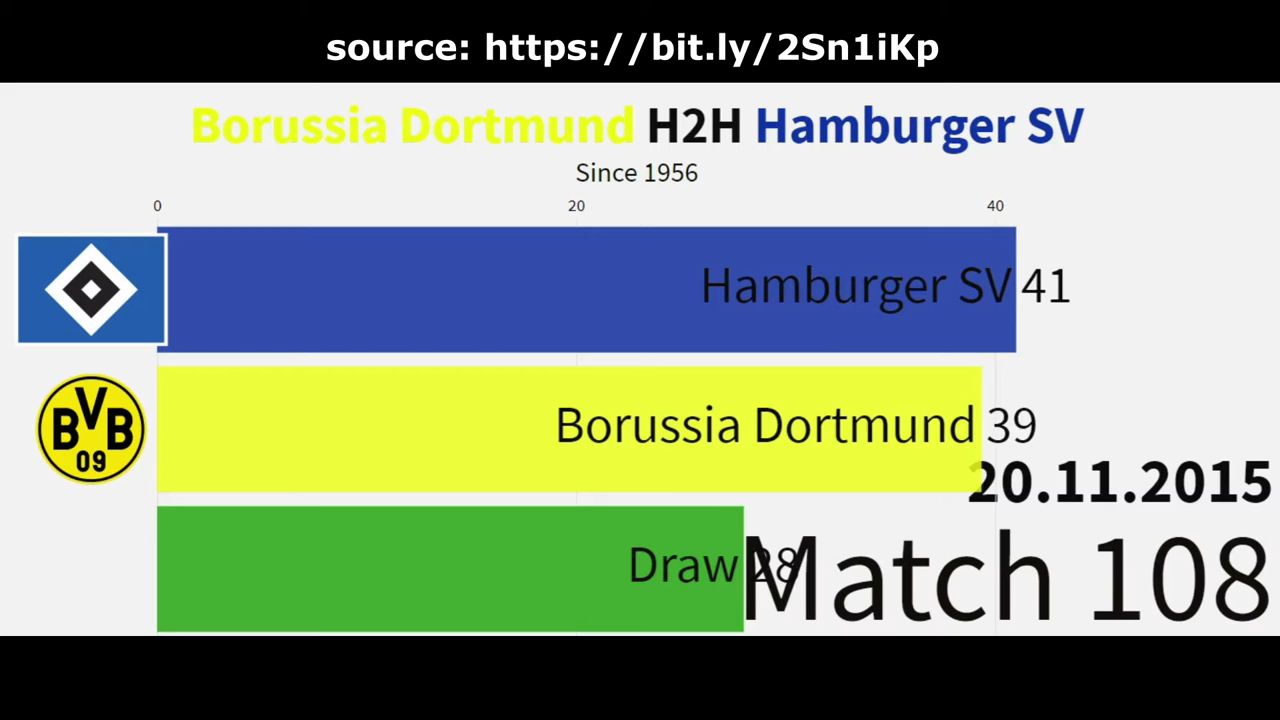 source: https://bit.ly/2Sn1iKp
Borussia Dortmund H2H Hamburger SV
Since 1956
0 20 40
Hamburger SV 41
BVB
09
Borussia Dortmund 39
20.11.2015
Draw 28
Match 108